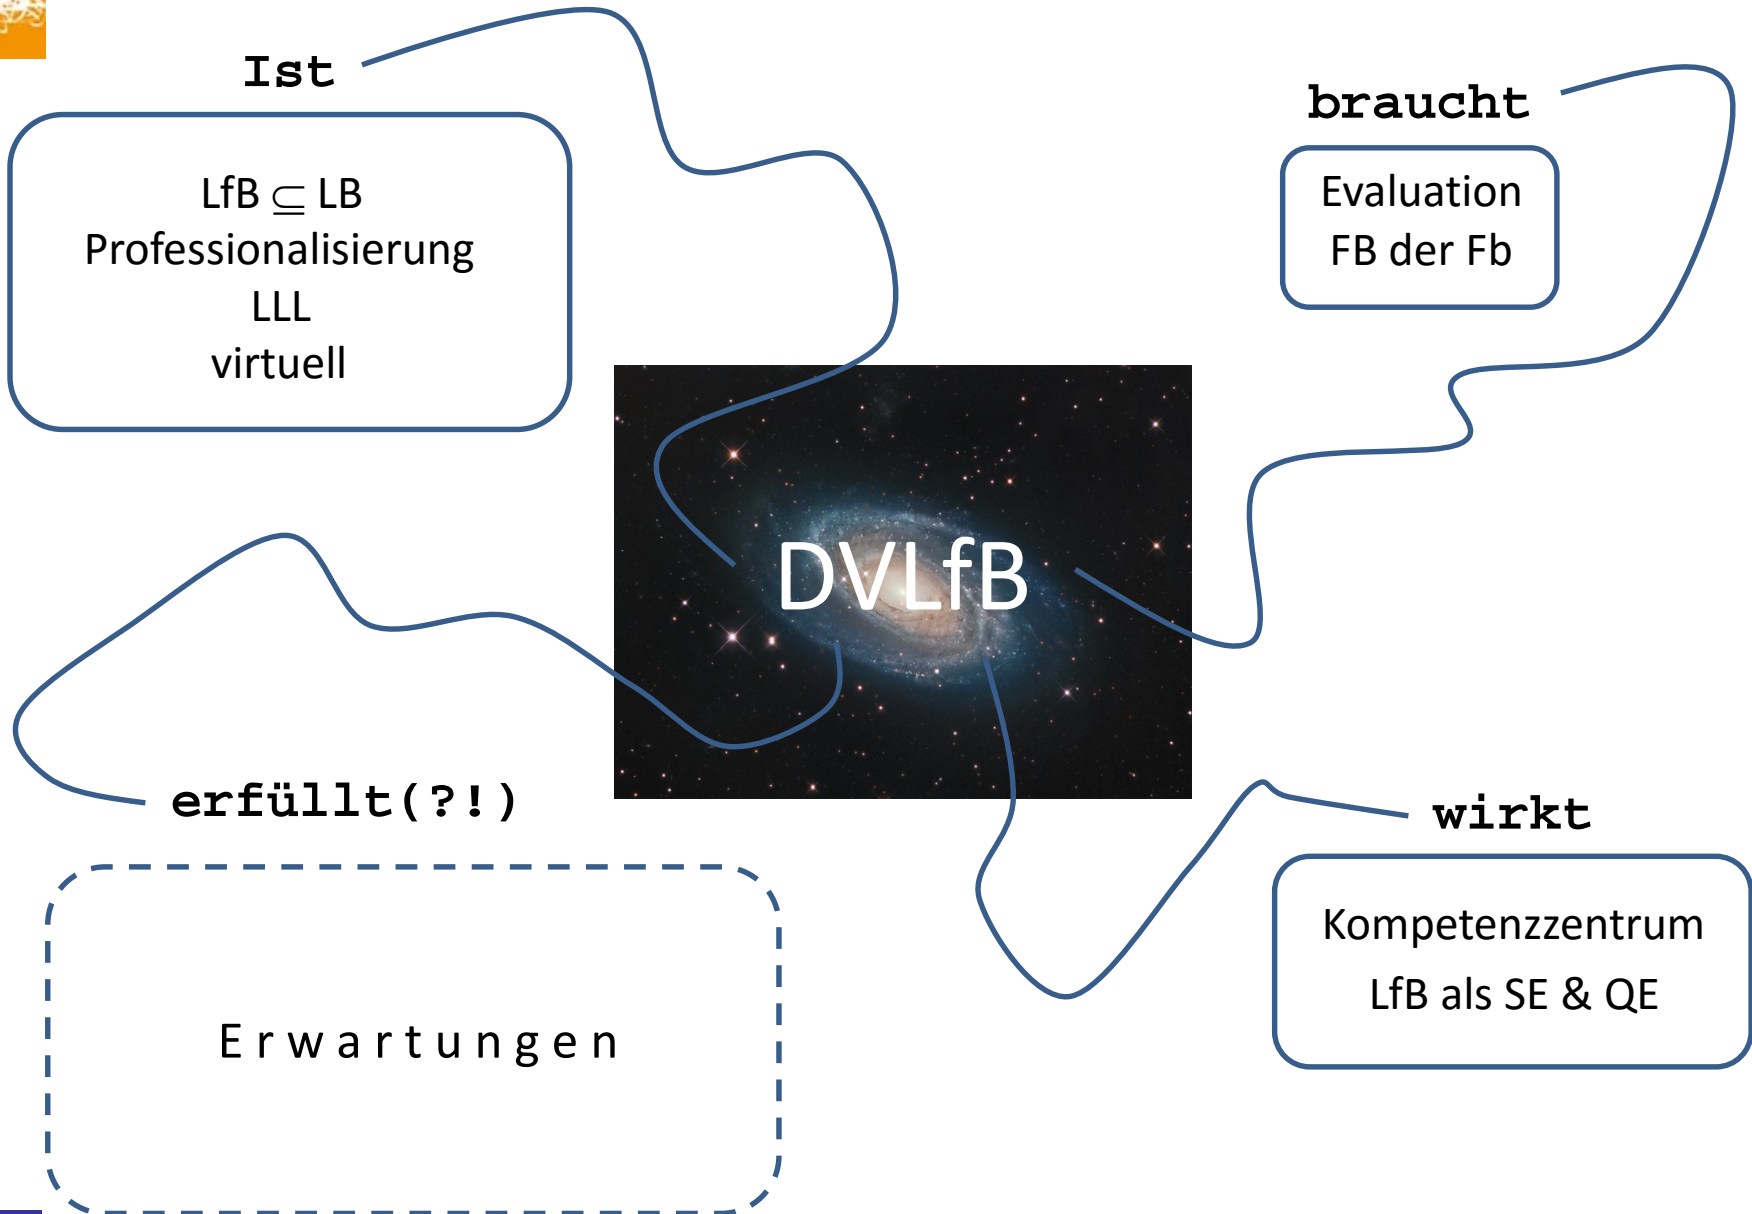 Ist
LfB ⊆ LB
Professionalisierung
LLL
virtuell
braucht
Evaluation
FB der Fb
DVLfB
erfüllt(?!)
Erwartungen
wirkt
Kompetenzzentrum
LfB als SE & QE